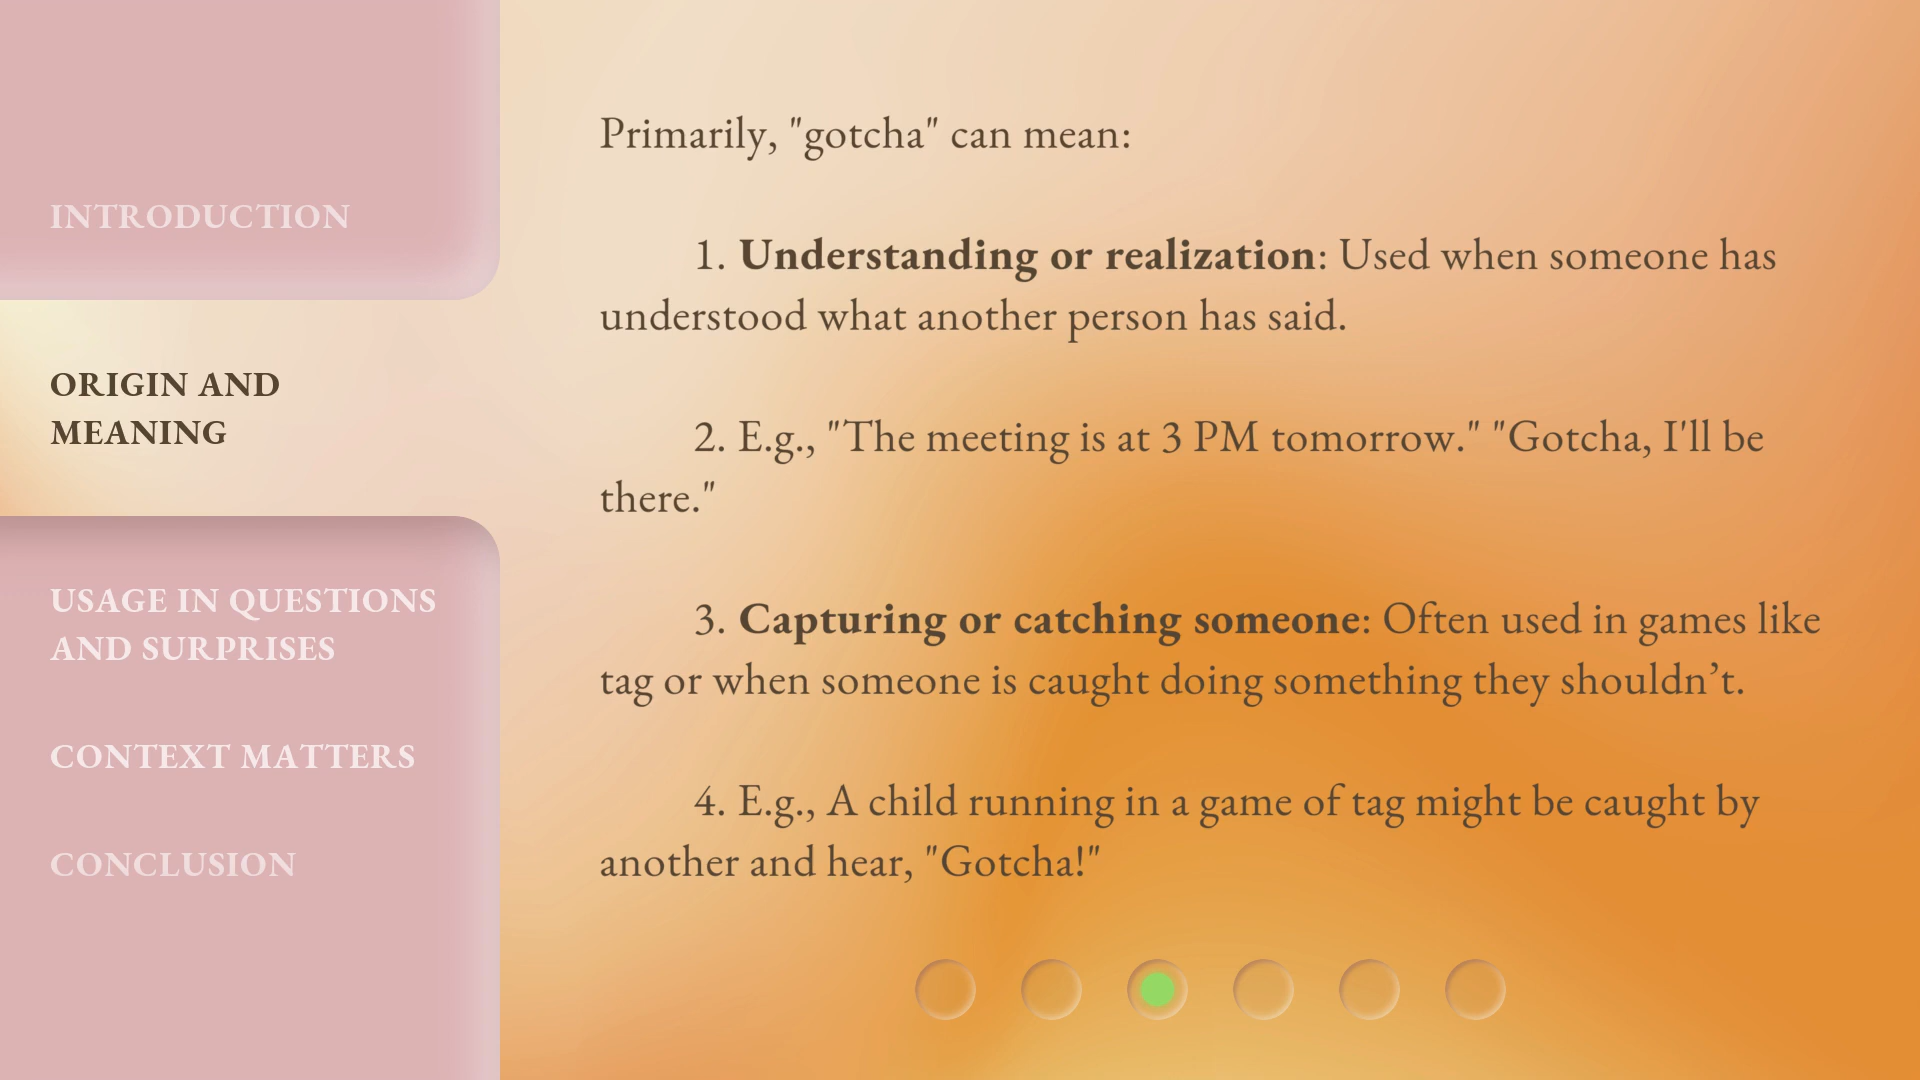 INTRODUCTION
ORIGIN AND
MEANING
USAGE IN QUESTIONS
AND SURPRISES
CONTEXT MATTERS
CONCLUSION
Primarily, "gotcha" can mean:
1. Understanding or realization: Used when someone has
understood what another person has said.
2. E.g., "The meeting is at 3 PM tomorrow." "Gotcha, I'll be
there."
3. Capturing or catching someone: Often used in games like
tag or when someone is caught doing something they shouldn’t.
4. E.g., A child running in a game of tag might be caught by
another and hear, "Gotcha!"